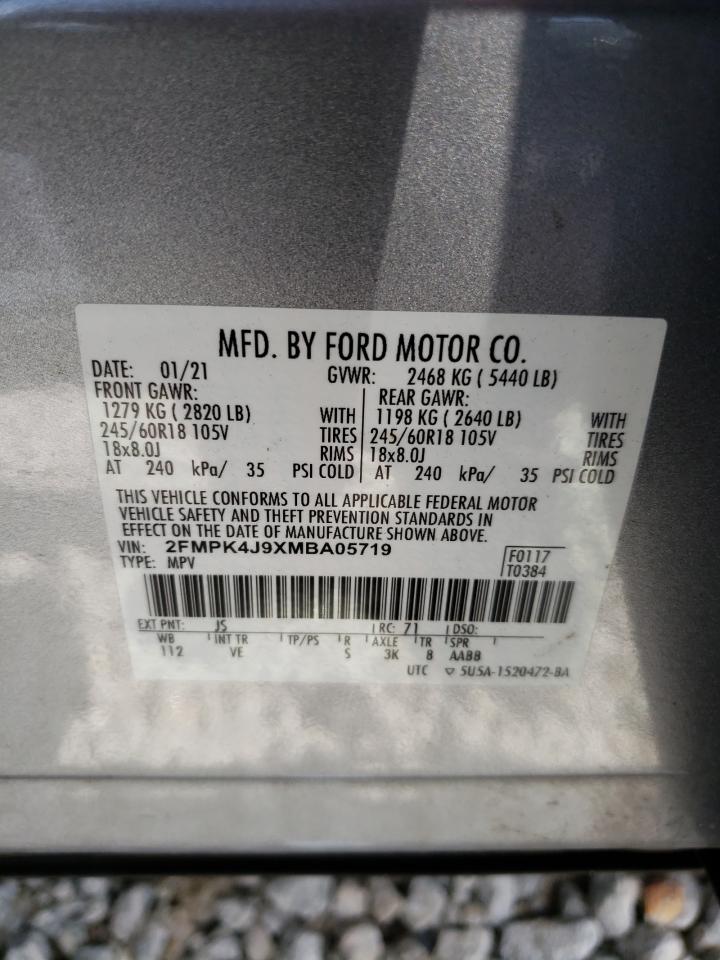 MFD. BY FORD MOTOR CO.
DATE: 01/21 GVWR: 2468 KG ( 5440 LB)
FRONT GAWR: REAR GAWR:
1279 KG ( 2820 LB) WITH 1198 KG ( 2640 LB) WITH
245/60R18 105V TIRES 245/60R18 105V TIRES
18x8.0J RIMS 18x8.0J RIMS
AT 240 kPa/ 35 PSI COLD AT 240 kPa/ 35 PSI COLD
THIS VEHICLE CONFORMS TO ALL APPLICABLE FEDERAL MOTOR
VEHICLE SAFETY AND THEFT PREVENTION STANDARDS IN
EFFECT ON THE DATE OF MANUFACTURE SHOWN ABOVE.
VIN: 2FMPK4J9XMBA05719 F0117
TYPE: MPV T0384
EXT PNT: JS RC: 71 DSO:
WB INT TR TP/PS R AXLE TR SPR
112 VE S 3K 8 AABB
UTC ▽ 5U5A-1520472-BA